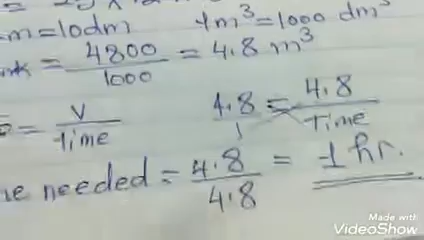 m = 10dm 1m³ = 1000 dm³
= 4800/1000 = 4.8 m³
= V/time 4.8/1 = 4.8/Time
needed = 4.8/4.8 = 1 hr.
Made with
VideoShow